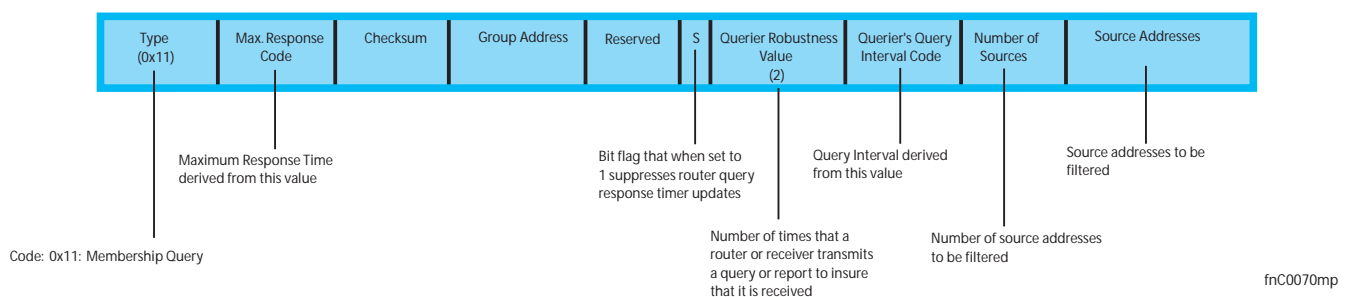 Type
(0x11)
Max. Response
Code
Checksum
Group Address
Reserved
S
Querier Robustness
Value
(2)
Querier's Query
Interval Code
Number of
Sources
Source Addresses
Maximum Response Time
derived from this value
Bit flag that when set to
1 suppresses router query
response timer updates
Query Interval derived
from this value
Source addresses to be
filtered
Code: 0x11: Membership Query
Number of times that a
router or receiver transmits
a query or report to insure
that it is received
Number of source addresses
to be filtered
fnC0070mp